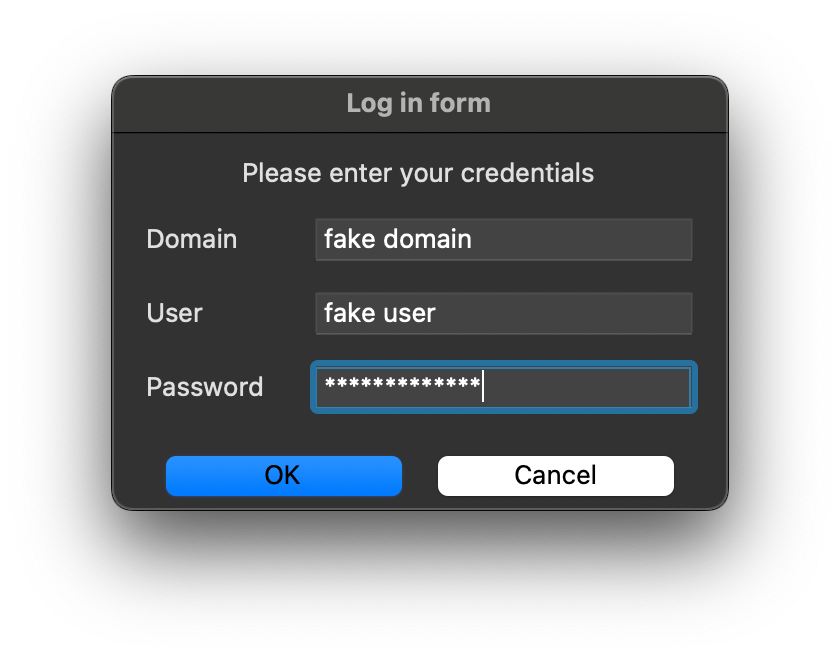 Log in form
Please enter your credentials
Domain fake domain
User fake user
Password *************
OK Cancel